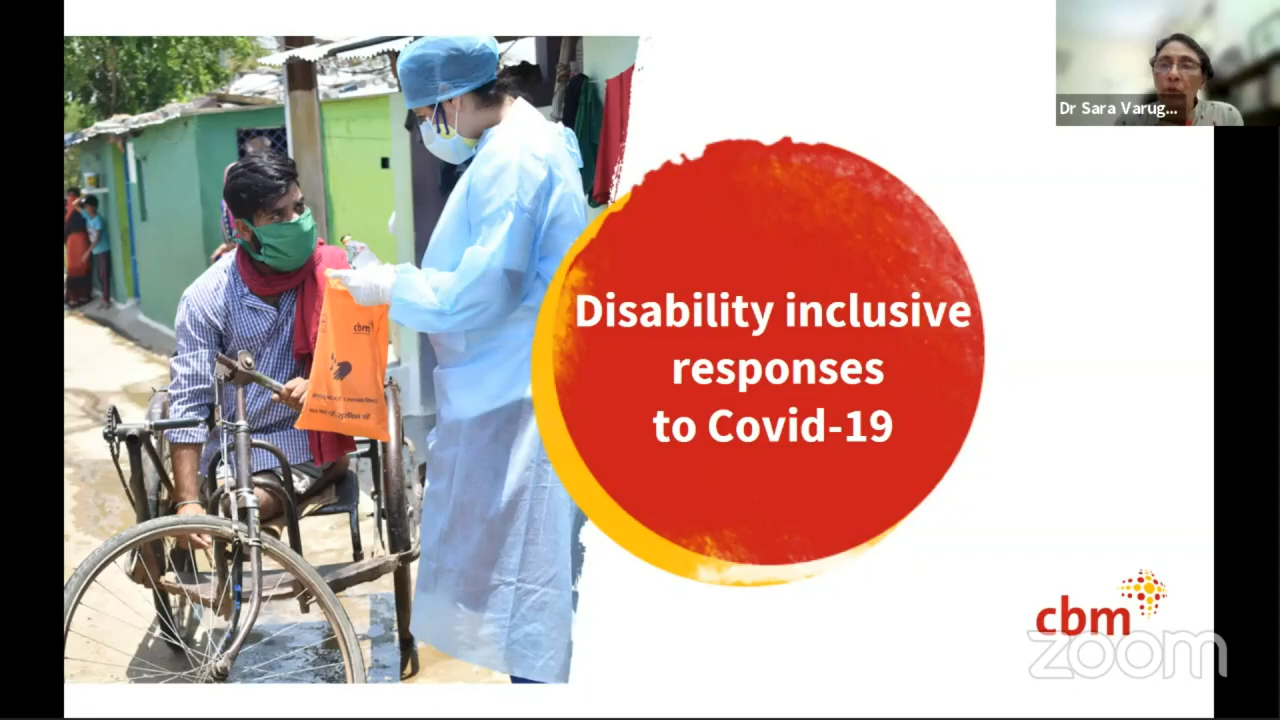 Dr Sara Varug...
Disability inclusive
responses
to Covid-19
cbm
cbm
zoom